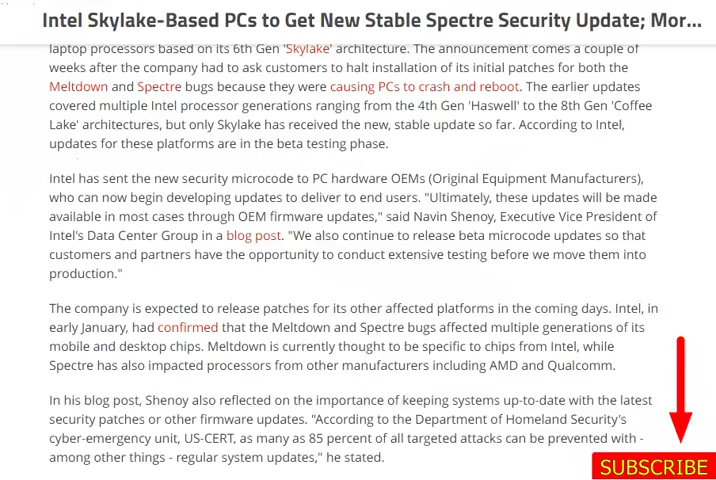 Intel Skylake-Based PCs to Get New Stable Spectre Security Update; Mor...
laptop processors based on its 6th Gen 'Skylake' architecture. The announcement comes a couple of
weeks after the company had to ask customers to halt installation of its initial patches for both the
Meltdown and Spectre bugs because they were causing PCs to crash and reboot. The earlier updates
covered multiple Intel processor generations ranging from the 4th Gen 'Haswell' to the 8th Gen 'Coffee
Lake' architectures, but only Skylake has received the new, stable update so far. According to Intel,
updates for these platforms are in the beta testing phase.
Intel has sent the new security microcode to PC hardware OEMs (Original Equipment Manufacturers),
who can now begin developing updates to deliver to end users. "Ultimately, these updates will be made
available in most cases through OEM firmware updates," said Navin Shenoy, Executive Vice President of
Intel's Data Center Group in a blog post. "We also continue to release beta microcode updates so that
customers and partners have the opportunity to conduct extensive testing before we move them into
production."
The company is expected to release patches for its other affected platforms in the coming days. Intel, in
early January, had confirmed that the Meltdown and Spectre bugs affected multiple generations of its
mobile and desktop chips. Meltdown is currently thought to be specific to chips from Intel, while
Spectre has also impacted processors from other manufacturers including AMD and Qualcomm.
In his blog post, Shenoy also reflected on the importance of keeping systems up-to-date with the latest
security patches or other firmware updates. "According to the Department of Homeland Security's
cyber-emergency unit, US-CERT, as many as 85 percent of all targeted attacks can be prevented with -
among other things - regular system updates," he stated.
SUBSCRIBE